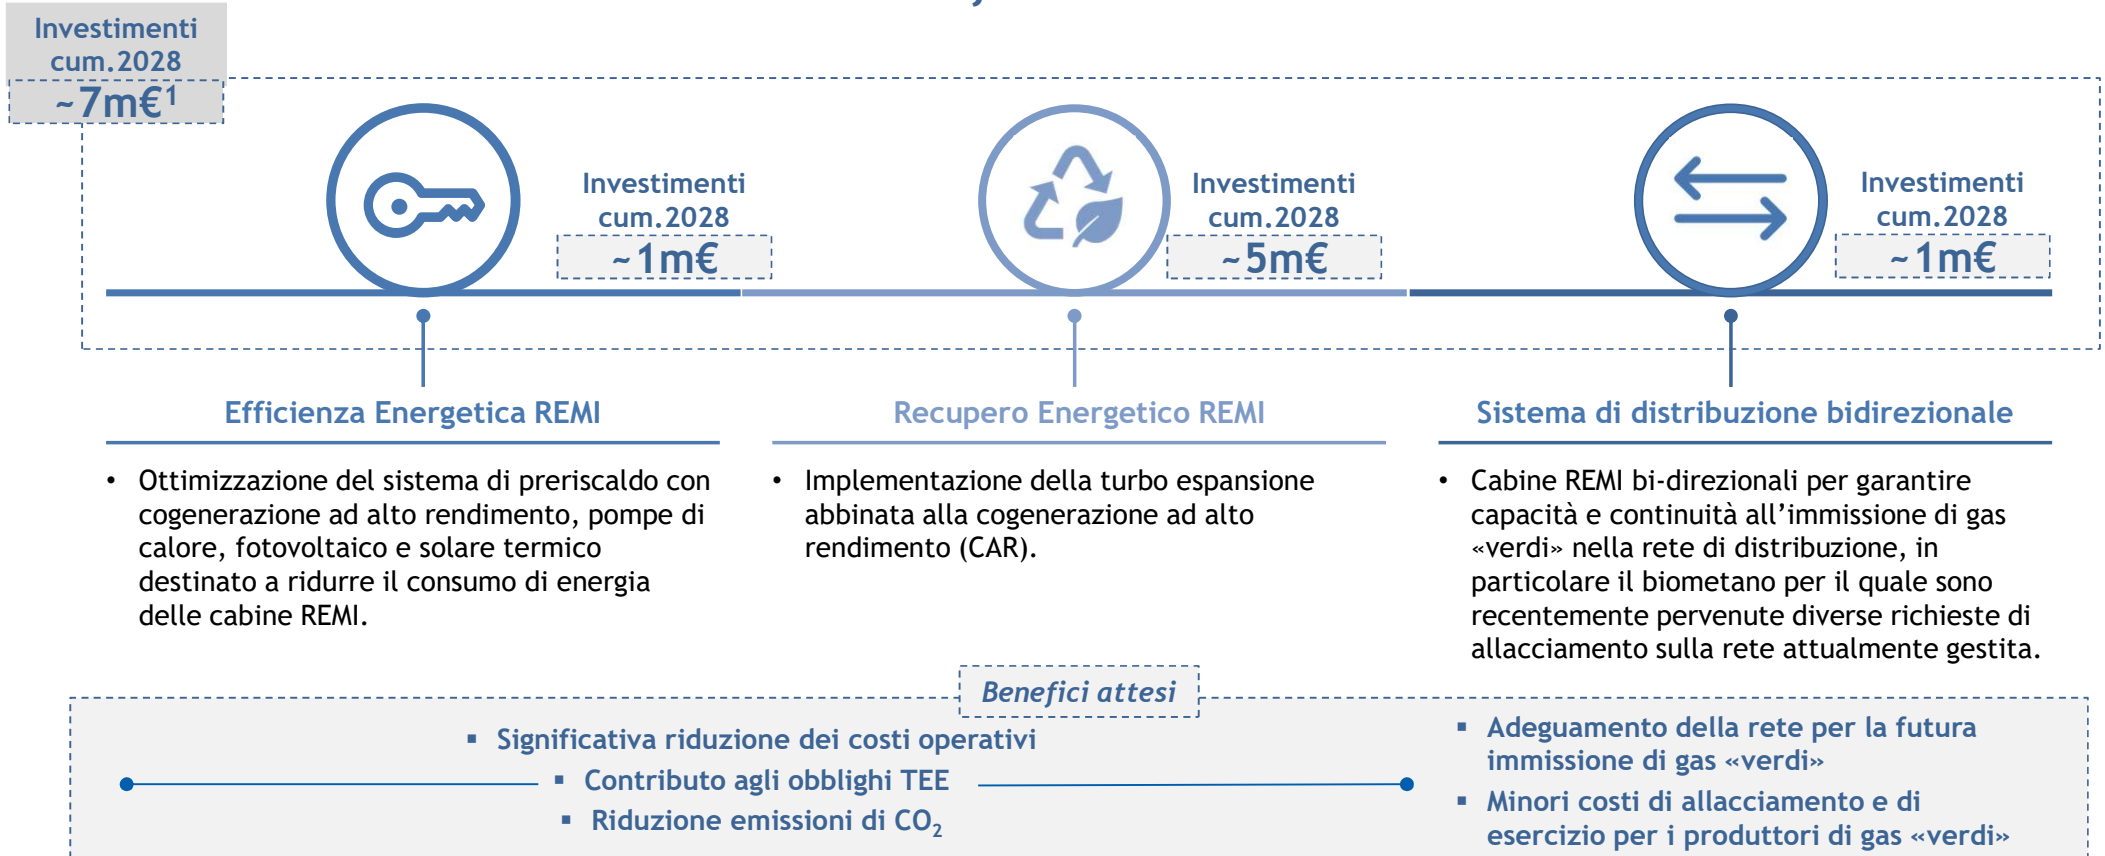 Investimenti
cum.2028
~7m€¹
Investimenti
cum.2028
~1m€
Investimenti
cum.2028
~5m€
Investimenti
cum.2028
~1m€
Efficienza Energetica REMI
• Ottimizzazione del sistema di preriscaldo con
cogenerazione ad alto rendimento, pompe di
calore, fotovoltaico e solare termico
destinato a ridurre il consumo di energia
delle cabine REMI.
Recupero Energetico REMI
• Implementazione della turbo espansione
abbinata alla cogenerazione ad alto
rendimento (CAR).
Sistema di distribuzione bidirezionale
• Cabine REMI bi-direzionali per garantire
capacità e continuità all’immissione di gas
«verdi» nella rete di distribuzione, in
particolare il biometano per il quale sono
recentemente pervenute diverse richieste di
allacciamento sulla rete attualmente gestita.
Benefici attesi
▪ Significativa riduzione dei costi operativi
▪ Contributo agli obblighi TEE
▪ Riduzione emissioni di CO₂
▪ Adeguamento della rete per la futura
immissione di gas «verdi»
▪ Minori costi di allacciamento e di
esercizio per i produttori di gas «verdi»